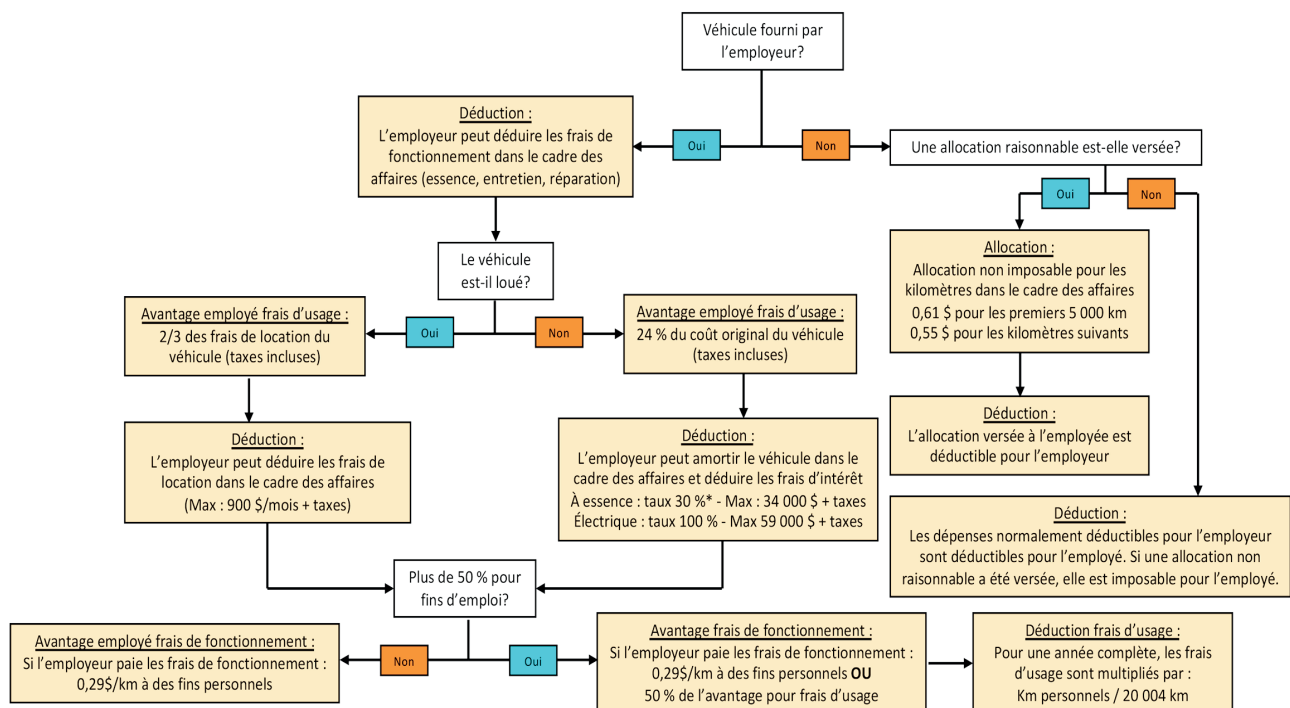 Véhicule fourni par
l'employeur?
Déduction :
L'employeur peut déduire les frais de
fonctionnement dans le cadre des
affaires (essence, entretien, réparation)
Oui
Non
Une allocation raisonnable est-elle versée?
Oui
Non
Le véhicule
est-il loué?
Allocation :
Allocation non imposable pour les
kilomètres dans le cadre des affaires
0,61 $ pour les premiers 5 000 km
0,55 $ pour les kilomètres suivants
Avantage employé frais d'usage :
2/3 des frais de location du
véhicule (taxes incluses)
Oui
Non
Avantage employé frais d'usage :
24 % du coût original du véhicule
(taxes incluses)
Déduction :
L'allocation versée à l'employée est
déductible pour l'employeur
Déduction :
L'employeur peut déduire les frais de
location dans le cadre des affaires
(Max : 900 $/mois + taxes)
Déduction :
L'employeur peut amortir le véhicule dans le
cadre des affaires et déduire les frais d'intérêt
À essence : taux 30 %* - Max : 34 000 $ + taxes
Électrique : taux 100 % - Max 59 000 $ + taxes
Déduction :
Les dépenses normalement déductibles pour l'employeur
sont déductibles pour l'employé. Si une allocation non
raisonnable a été versée, elle est imposable pour l'employé.
Plus de 50 % pour
fins d'emploi?
Avantage employé frais de fonctionnement :
Si l'employeur paie les frais de fonctionnement :
0,29$/km à des fins personnels
Non
Oui
Avantage frais de fonctionnement :
Si l'employeur paie les frais de fonctionnement :
0,29$/km à des fins personnels OU
50 % de l'avantage pour frais d'usage
Déduction frais d'usage :
Pour une année complète, les frais
d'usage sont multipliés par :
Km personnels / 20 004 km